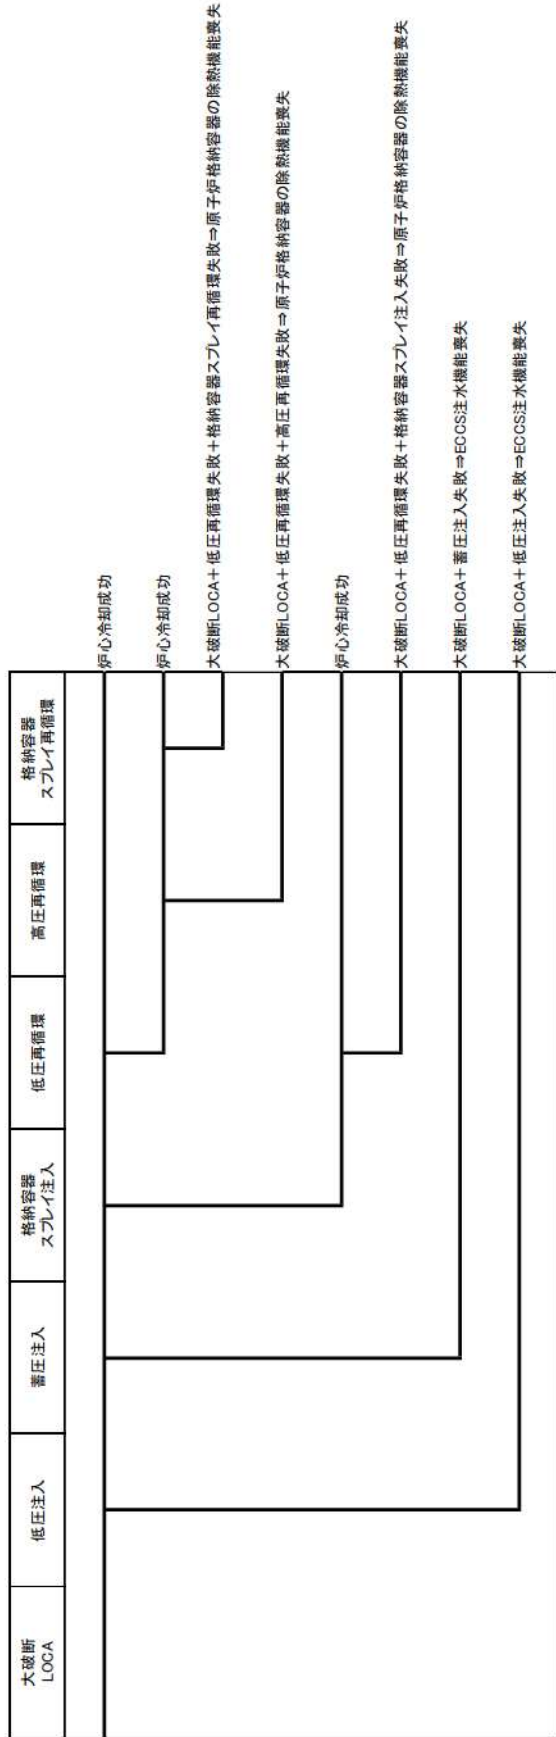 大破断
LOCA
低圧注入
蓄圧注入
格納容器
スプレイ注入
低圧再循環
高圧再循環
格納容器
スプレイ再循環
炉心冷却成功
炉心冷却成功
大破断LOCA+低圧再循環失敗+格納容器スプレイ再循環失敗⇒原子炉格納容器の除熱機能喪失
大破断LOCA+低圧再循環失敗+高圧再循環失敗⇒原子炉格納容器の除熱機能喪失
炉心冷却成功
大破断LOCA+低圧再循環失敗+格納容器スプレイ注入失敗⇒原子炉格納容器の除熱機能喪失
大破断LOCA+蓄圧注入失敗⇒ECCS注水機能喪失
大破断LOCA+低圧注入失敗⇒ECCS注水機能喪失